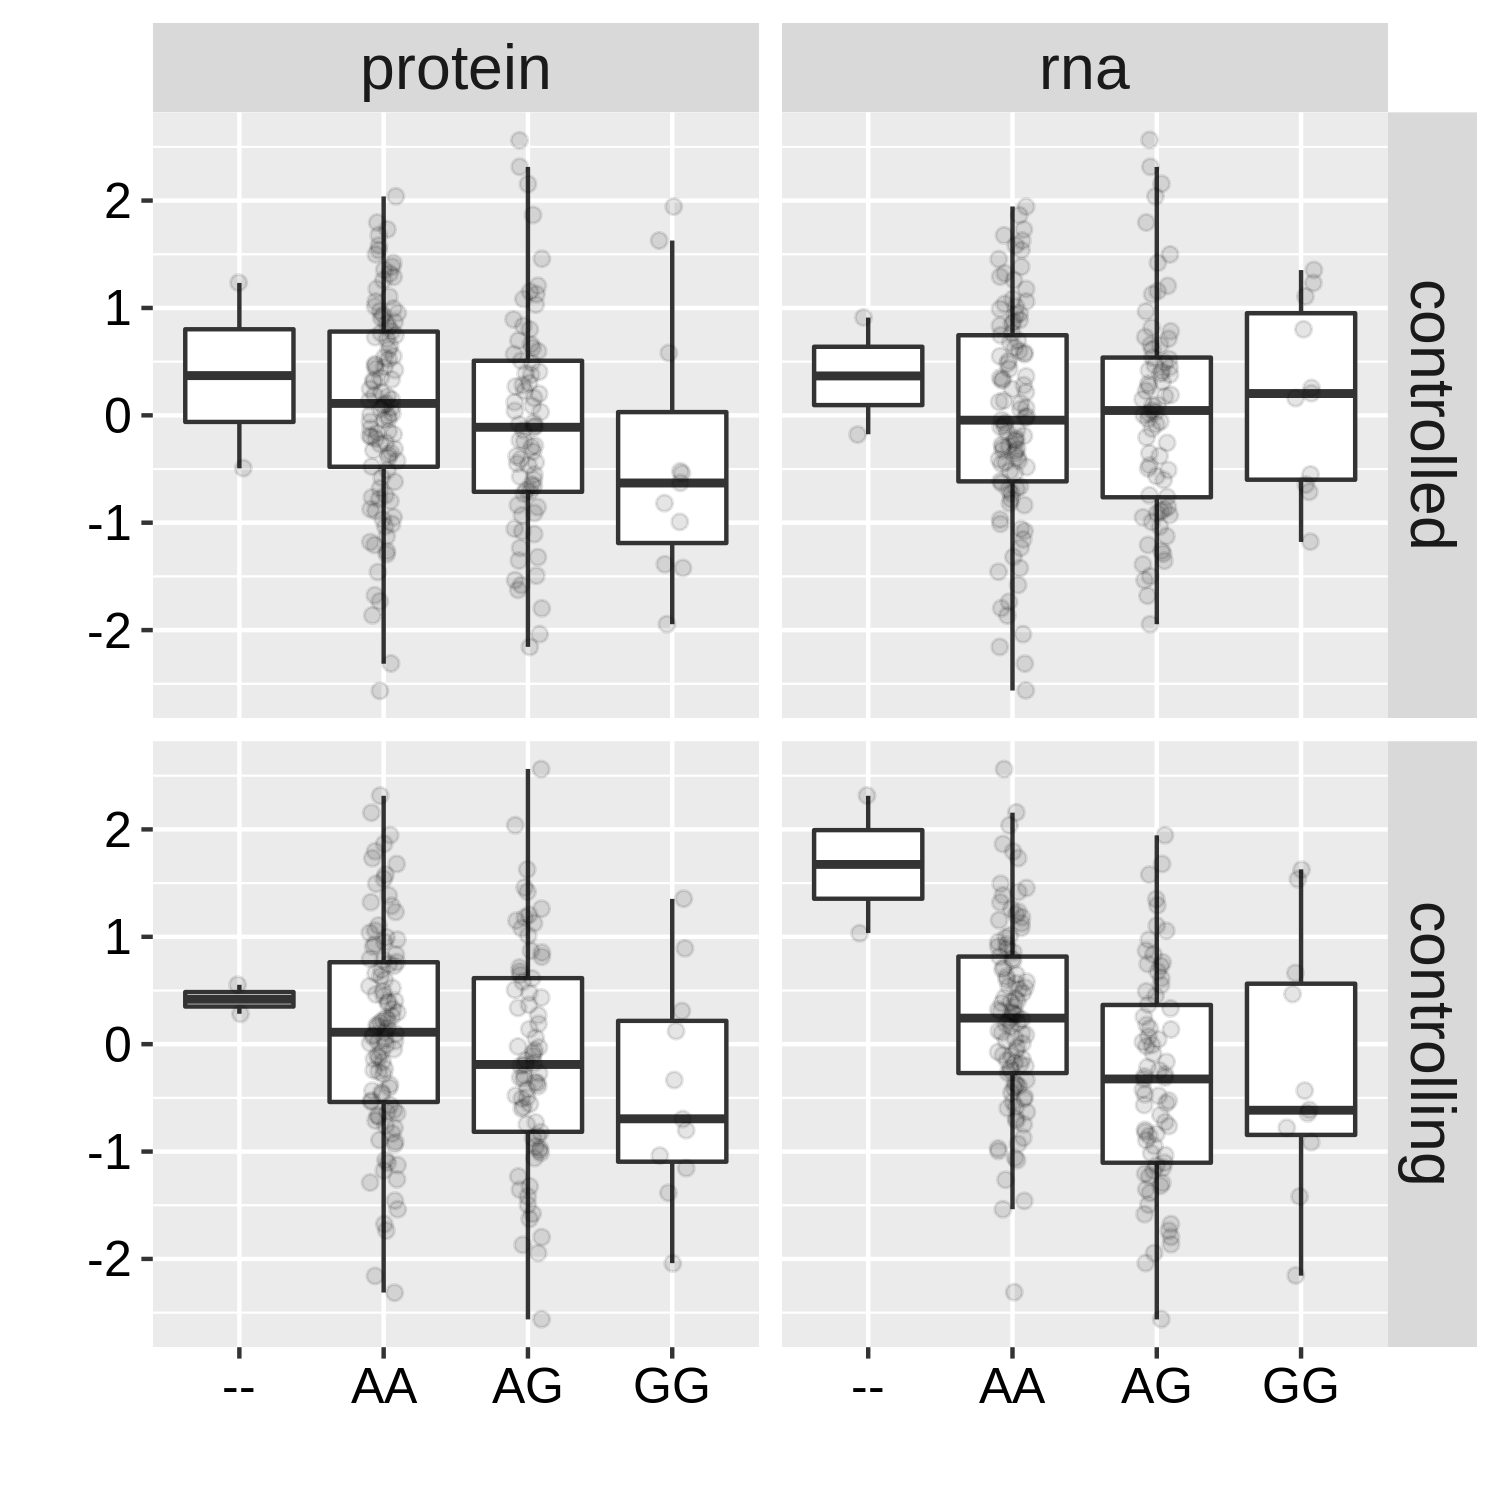 protein rna
2
1
0
-1
-2
controlled
2
1
0
-1
-2
controlling
-- AA AG GG -- AA AG GG